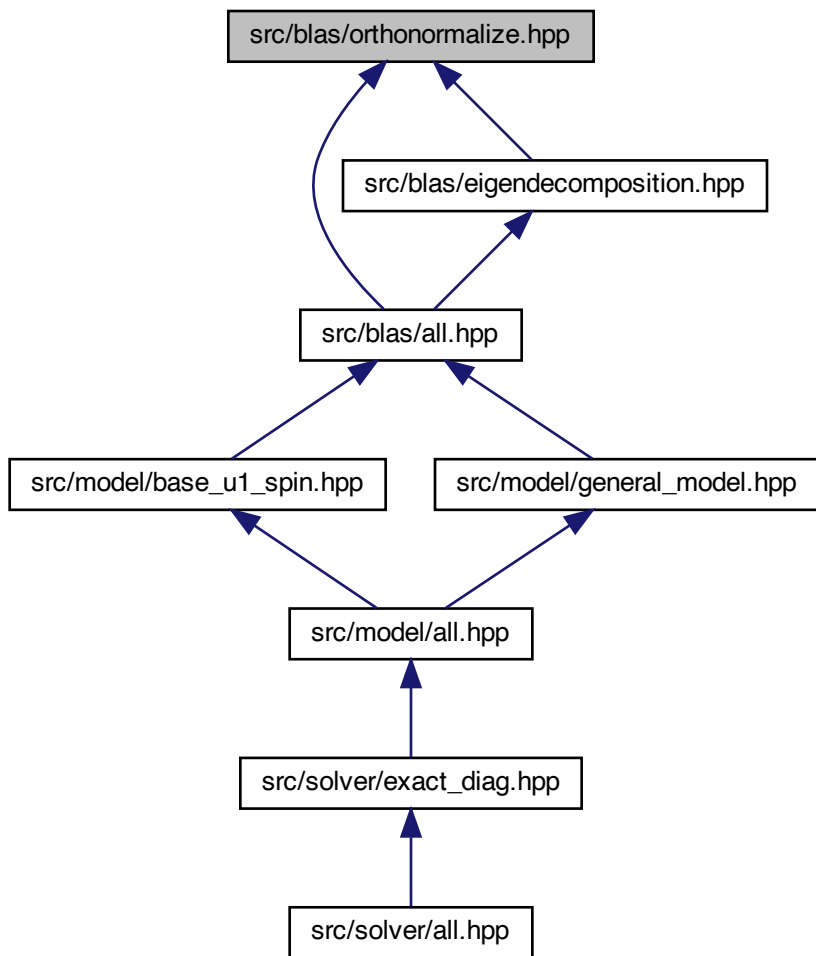 src/blas/orthonormalize.hpp
src/blas/eigendecomposition.hpp
src/blas/all.hpp
src/model/base_u1_spin.hpp
src/model/general_model.hpp
src/model/all.hpp
src/solver/exact_diag.hpp
src/solver/all.hpp